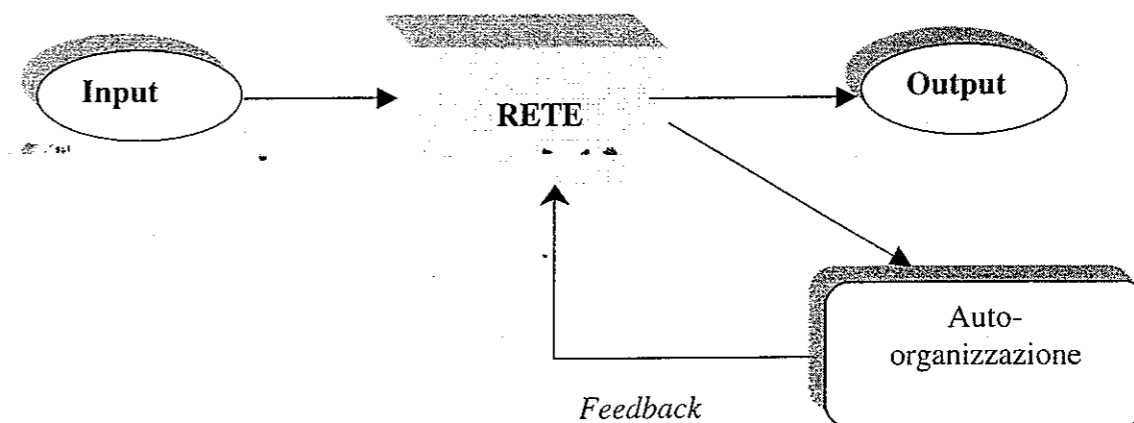 Input
RETE
Output
Auto-
organizzazione
Feedback